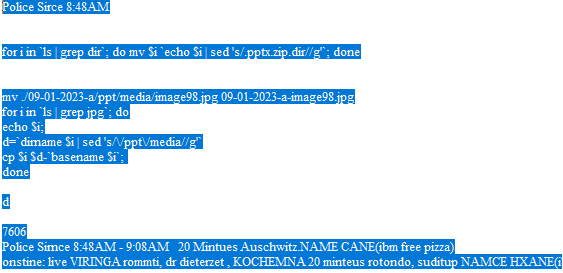 Police Sirce 8:48AM
for i in `ls | grep dir`; do mv $i `echo $i | sed 's/.pptx.zip.dir//g'`; done
mv ./09-01-2023-a/ppt/media/image98.jpg 09-01-2023-a-image98.jpg
for i in `ls | grep jpg`; do
echo $i;
d=`dirname $i | sed 's/\/ppt\/media//g'`
cp $i $d-`basename $i`;
done
d
7606
Police Sirnce 8:48AM - 9:08AM 20 Mintues Auschwitz.NAME CANE(ibm free pizza)
onstine: live VIRINGA rommti, dr dieterzet , KOCHEMNA 20 minteus rotondo, suditup NAMCE HXANE(i